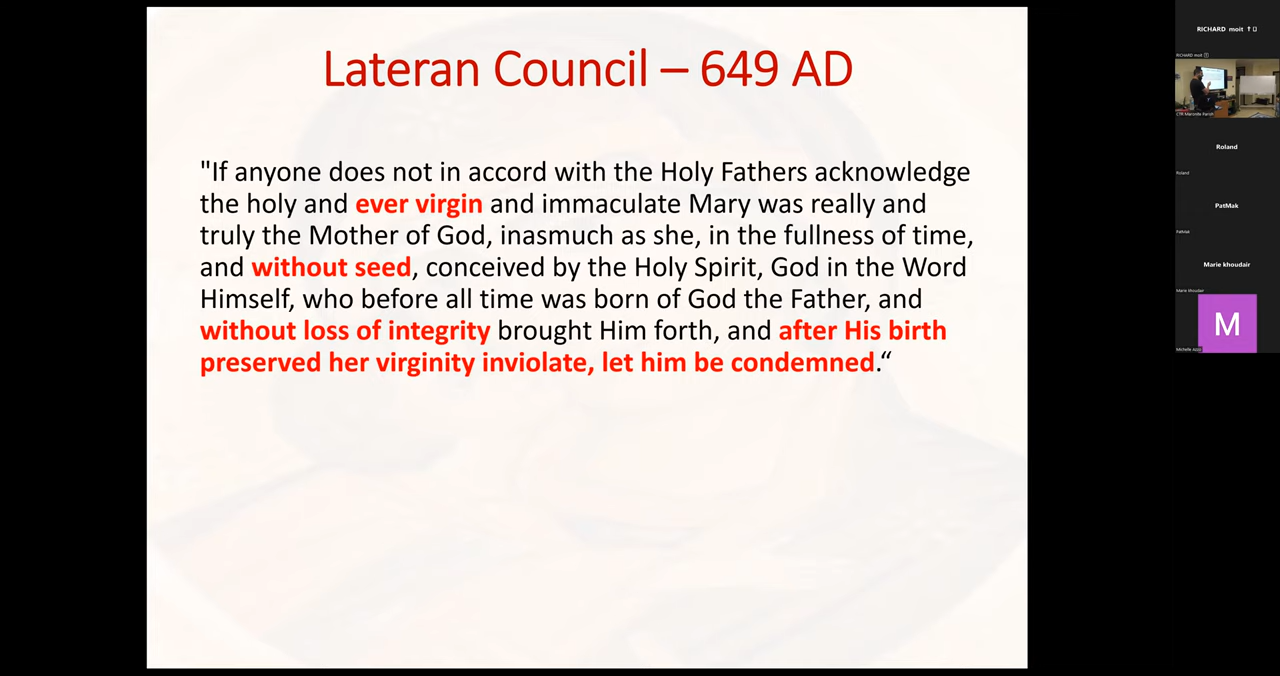 Lateran Council – 649 AD
"If anyone does not in accord with the Holy Fathers acknowledge
the holy and ever virgin and immaculate Mary was really and
truly the Mother of God, inasmuch as she, in the fullness of time,
and without seed, conceived by the Holy Spirit, God in the Word
Himself, who before all time was born of God the Father, and
without loss of integrity brought Him forth, and after His birth
preserved her virginity inviolate, let him be condemned.“
RICHARD moit
RICHARD moit
Roland
Roland
PatMak
PatMak
Marie khoudair
Marie khoudair
M